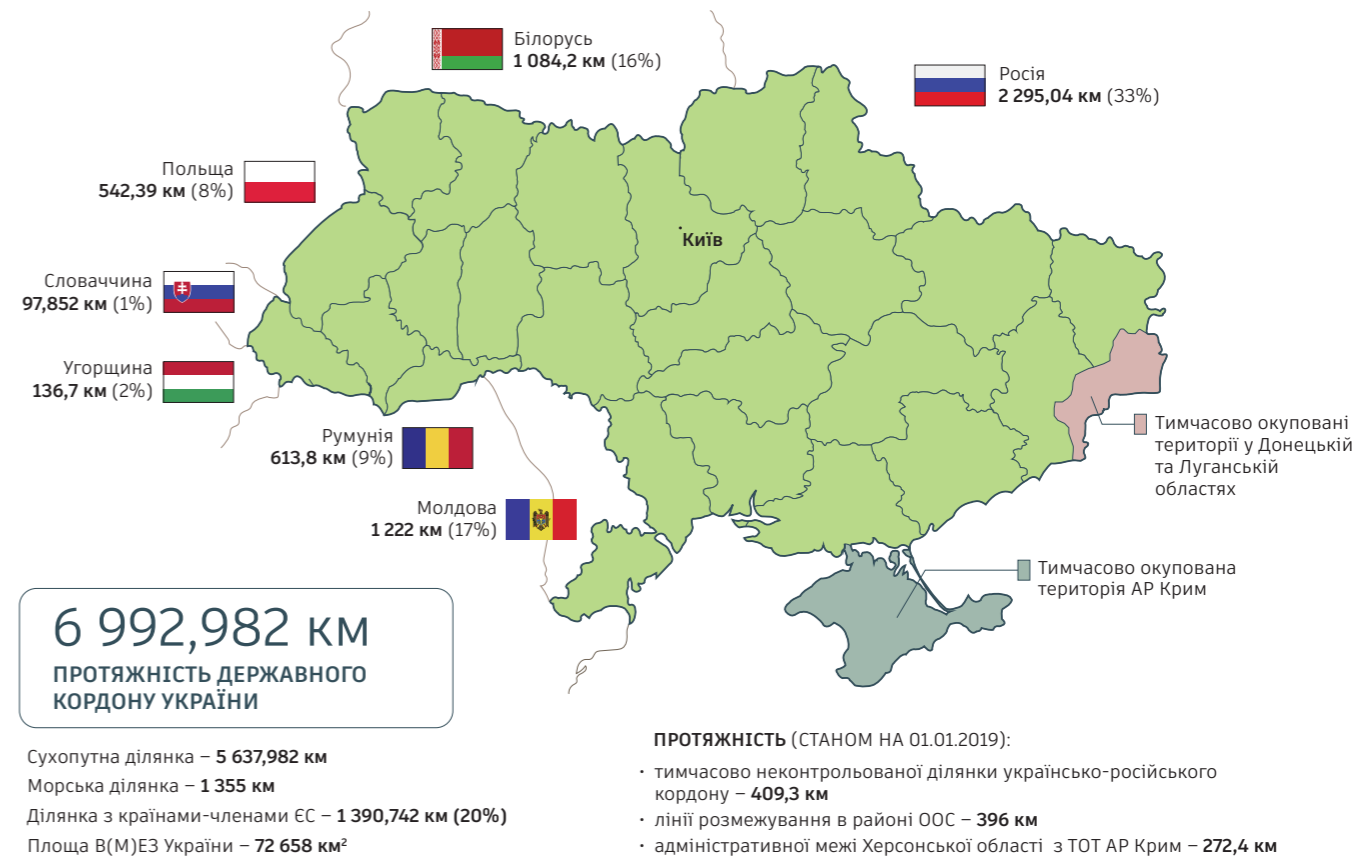 Білорусь
1 084,2 км (16%)
Росія
2 295,04 км (33%)
Польща
542,39 км (8%)
Київ
Словаччина
97,852 км (1%)
Угорщина
136,7 км (2%)
Румунія
613,8 км (9%)
Молдова
1 222 км (17%)
Тимчасово окуповані
території у Донецькій
та Луганській
областях
Тимчасово окупована
територія АР Крим
6 992,982 км
ПРОТЯЖНІСТЬ ДЕРЖАВНОГО
КОРДОНУ УКРАЇНИ
Сухопутна ділянка – 5 637,982 км
Морська ділянка – 1 355 км
Ділянка з країнами-членами ЄС – 1 390,742 км (20%)
Площа В(М)ЕЗ України – 72 658 км²
ПРОТЯЖНІСТЬ (СТАНОМ НА 01.01.2019):
· тимчасово неконтрольованої ділянки українсько-російського
кордону – 409,3 км
· лінії розмежування в районі ООС – 396 км
· адміністративної межі Херсонської області з ТОТ АР Крим – 272,4 км